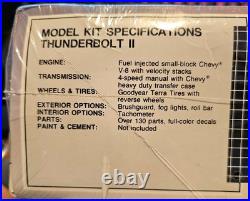 MODEL KIT SPECIFICATIONS
THUNDERBOLT II
ENGINE: Fuel injected small-block Chevy®
V-8 with velocity stacks
TRANSMISSION: 4-speed manual with Chevy®
heavy duty transfer case
WHEELS & TIRES: Goodyear Terra Tires with
reverse wheels
EXTERIOR OPTIONS: Brushguard, fog lights, roll bar
INTERIOR OPTIONS: Tachometer
PARTS: Over 130 parts, full-color decals
PAINT & CEMENT: Not included